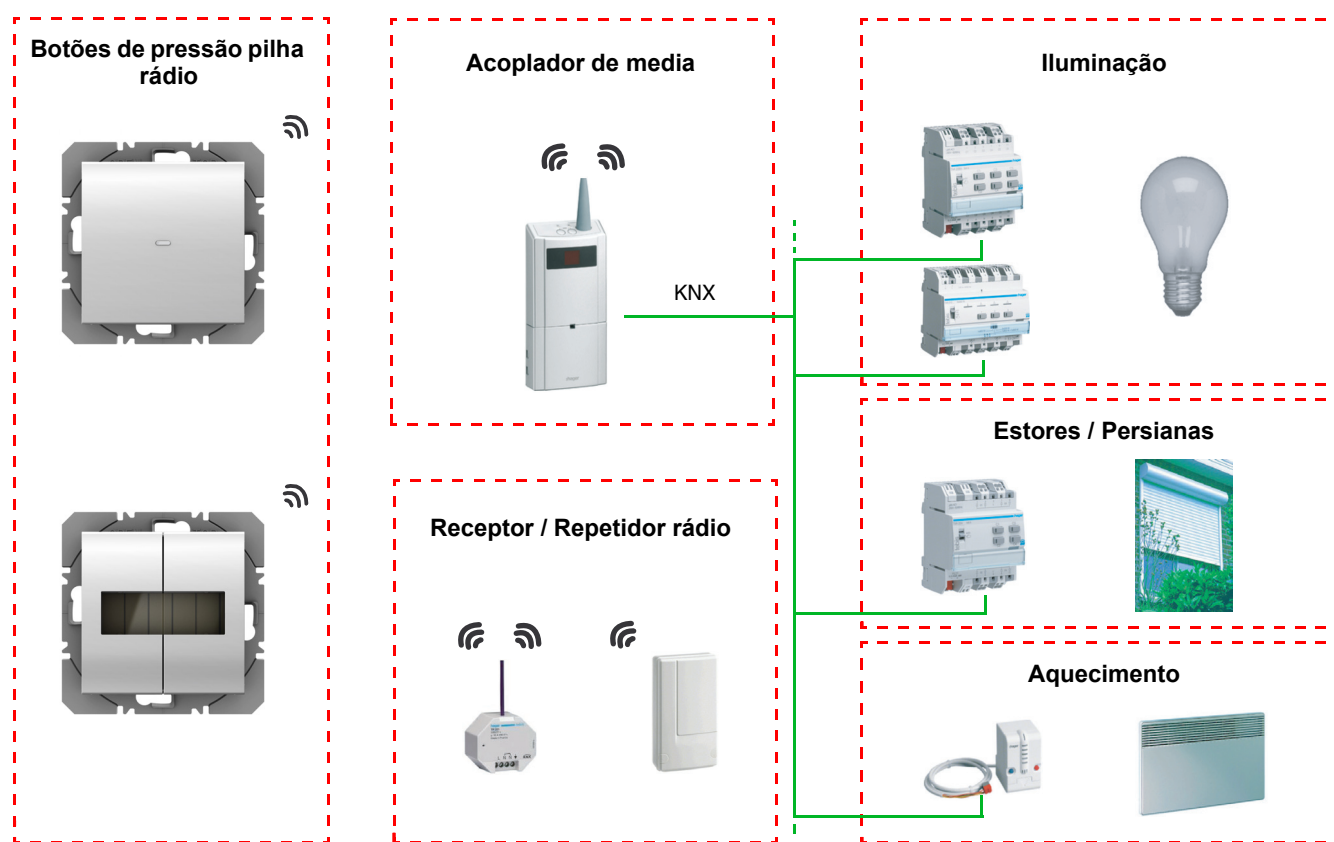 Botões de pressão pilha
rádio
Acoplador de media
Iluminação
KNX
Estores / Persianas
Receptor / Repetidor rádio
Aquecimento